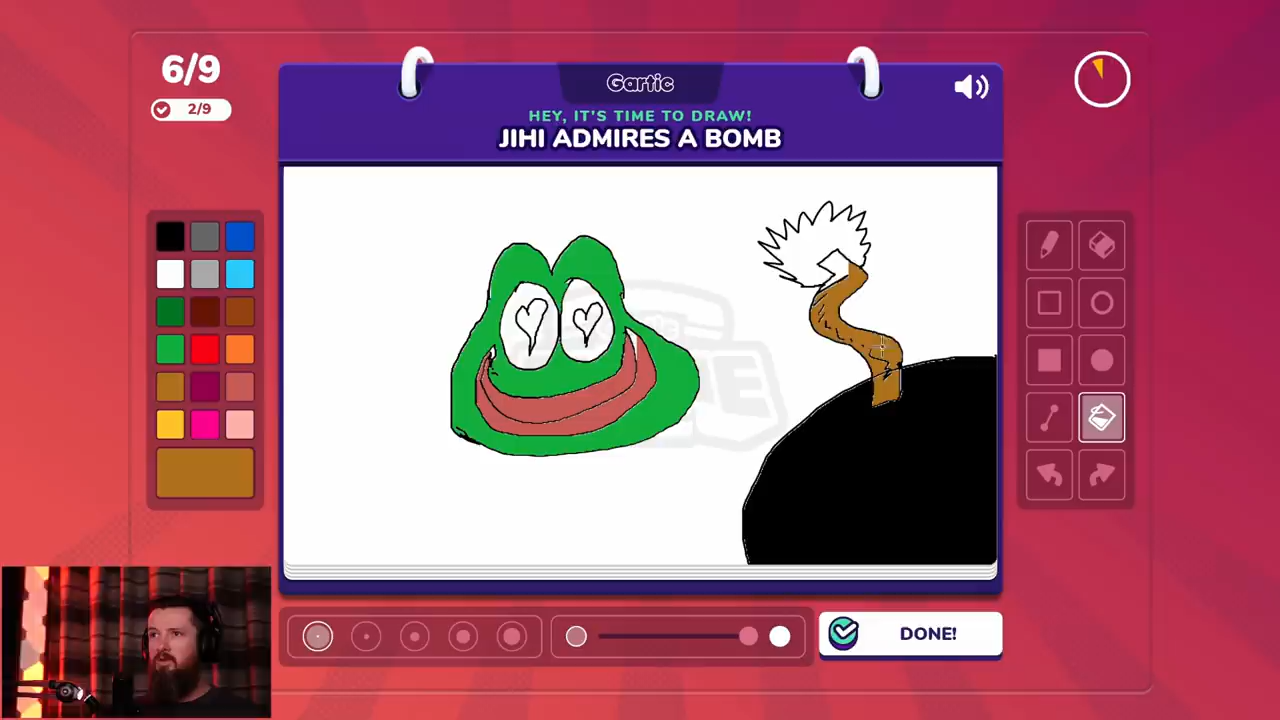 6/9
2/9
Gartic
HEY, IT'S TIME TO DRAW!
JIHI ADMIRES A BOMB
DONE!